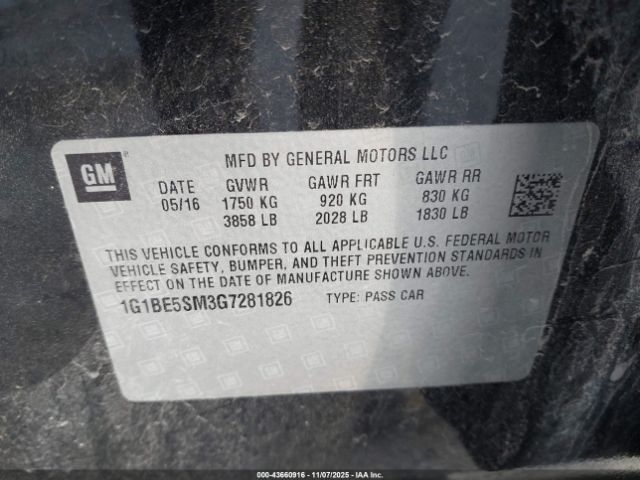 GM
MFD BY GENERAL MOTORS LLC
DATE GVWR GAWR FRT GAWR RR
05/16 1750 KG 920 KG 830 KG
3858 LB 2028 LB 1830 LB
THIS VEHICLE CONFORMS TO ALL APPLICABLE U.S. FEDERAL MOTOR
VEHICLE SAFETY, BUMPER, AND THEFT PREVENTION STANDARDS IN
EFFECT ON THE DATE OF MANUFACTURE SHOWN ABOVE.
1G1BE5SM3G7281826 TYPE: PASS CAR
000-43660916 - 11/07/2025 - IAA Inc.